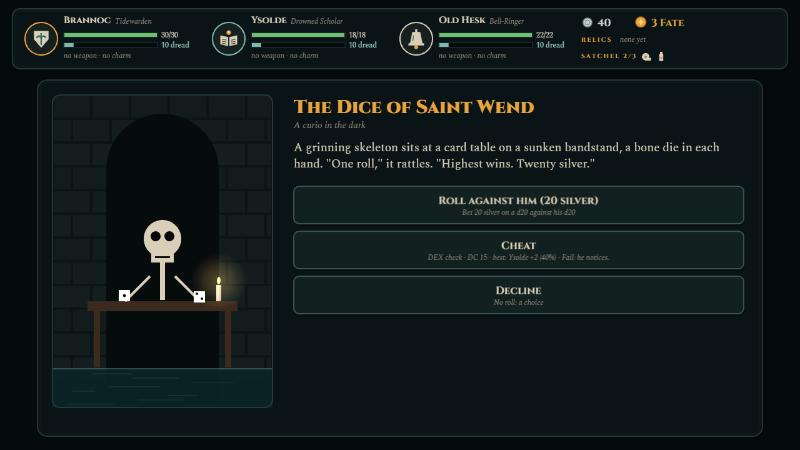 Brannoc Tidewarden
30/30
10 dread
no weapon · no charm
Ysolde Drowned Scholar
18/18
10 dread
no weapon · no charm
Old Hesk Bell-Ringer
22/22
10 dread
no weapon · no charm
40 3 Fate
RELICS none yet
SATCHEL 2/3
The Dice of Saint Wend
A curio in the dark
A grinning skeleton sits at a card table on a sunken bandstand, a bone die in each
hand. "One roll," it rattles. "Highest wins. Twenty silver."
Roll against him (20 silver)
Bet 20 silver on a d20 against his d20
Cheat
DEX check · DC 15 · best: Ysolde +2 (40%) · Fail: he notices.
Decline
No roll: a choice